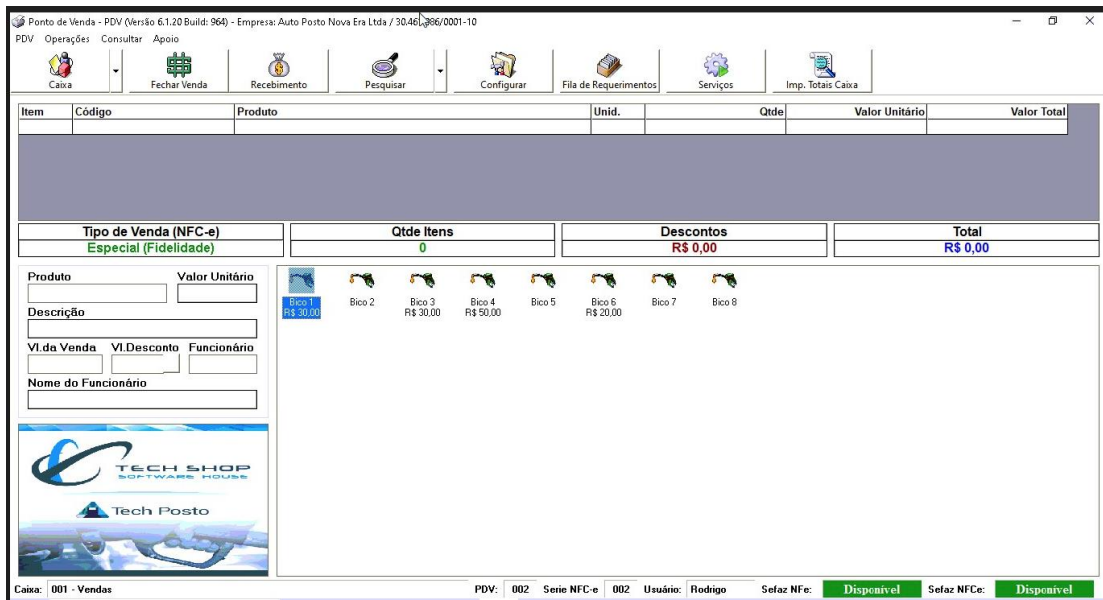 Ponto de Venda - PDV (Versão 6.1.20 Build: 964) - Empresa: Auto Posto Nova Era Ltda / 986/0001-10
PDV Operações Consultar Apoio
Caixa Fechar Venda Recebimento Pesquisar Configurar Fila de Requerimentos Serviços Imp. Totais Caixa
Item Código Produto Unid. Qtde Valor Unitário Valor Total
Tipo de Venda (NFC-e) Qtde Itens Descontos Total
Especial (Fidelidade) 0 R$ 0,00 R$ 0,00
Produto Valor Unitário
Bico 1 Bico 2 Bico 3 Bico 4 Bico 5 Bico 6 Bico 7 Bico 8
R$ 30,00 R$ 30,00 R$ 50,00 R$ 20,00
Descrição
Vl.da Venda Vl.Desconto Funcionário
Nome do Funcionário
TECH SHOP
SOFTWARE HOUSE
Tech Posto
Caixa: 001 - Vendas PDV: 002 Serie NFC-e 002 Usuário: Rodrigo Sefaz NFe: Disponível Sefaz NFCe: Disponível